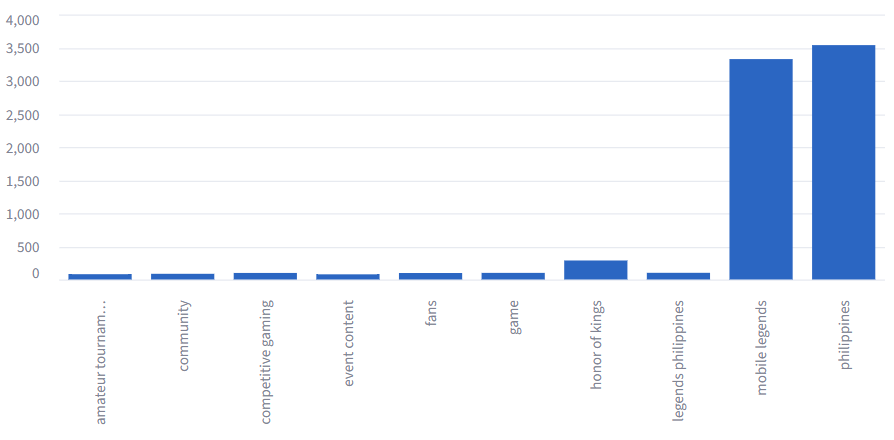 4,000
3,500
3,000
2,500
2,000
1,500
1,000
500
0
amateur tournam...
community
competitive gaming
event content
fans
game
honor of kings
legends philippines
mobile legends
philippines